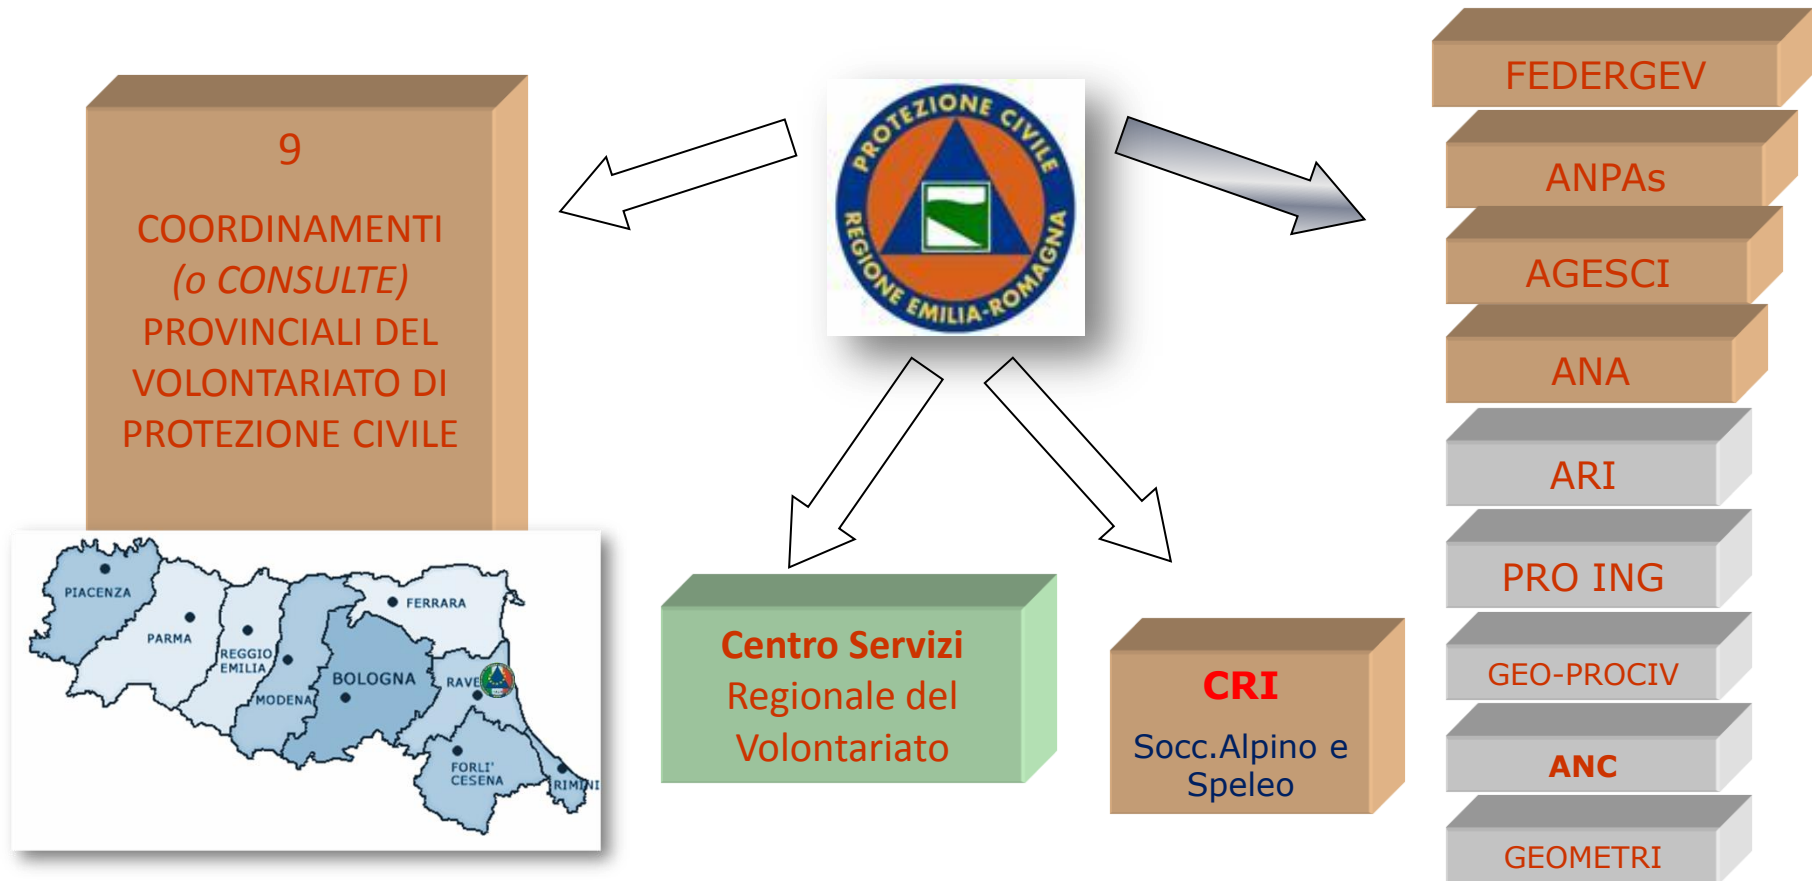 9
COORDINAMENTI
(o CONSULTE)
PROVINCIALI DEL
VOLONTARIATO DI
PROTEZIONE CIVILE
PROTEZIONE CIVILE
REGIONE EMILIA-ROMAGNA
FEDERGEV
ANPAs
AGESCI
ANA
ARI
PRO ING
GEO-PROCIV
ANC
GEOMETRI
Centro Servizi
Regionale del
Volontariato
CRI
Socc.Alpino e
Speleo
PIACENZA
PARMA
REGGIO
EMILIA
MODENA
BOLOGNA
FERRARA
RAVE
FORLI'
CESENA
RIMINI